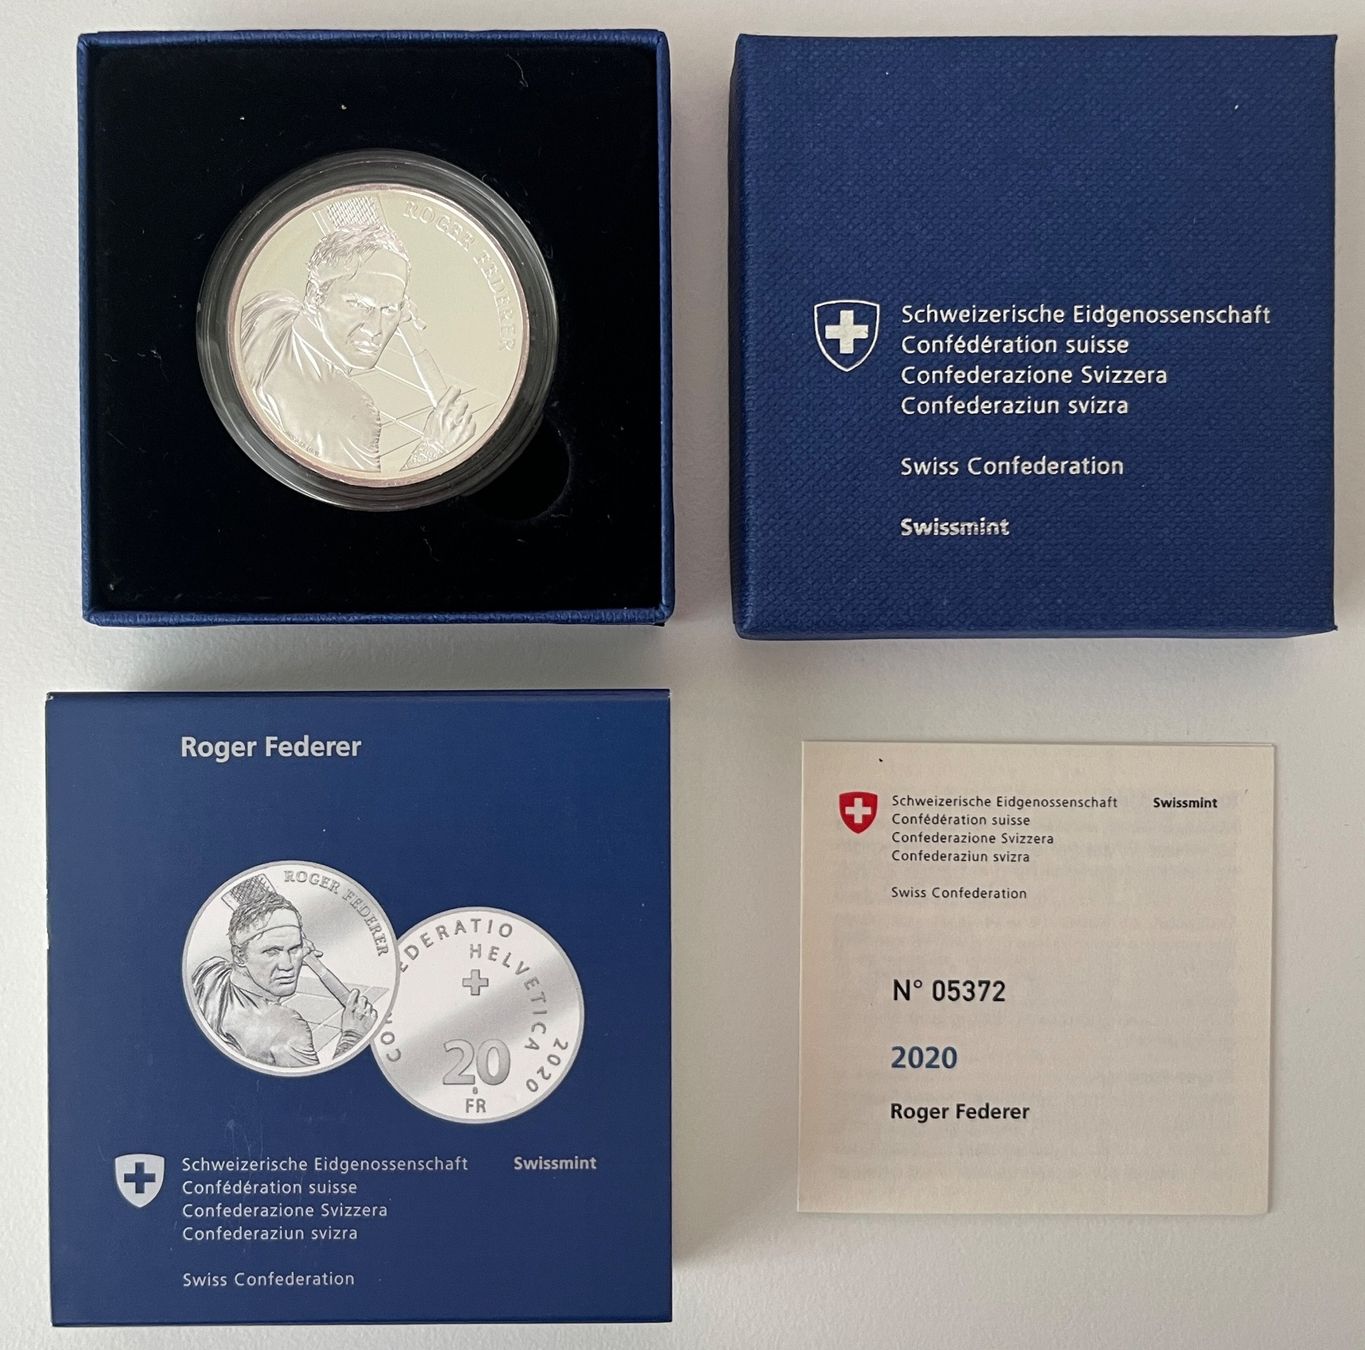 ROGER FEDERER
Schweizerische Eidgenossenschaft
Confédération suisse
Confederazione Svizzera
Confederaziun svizra
Swiss Confederation
Swissmint
Roger Federer
ROGER FEDERER
HELVETICA 2020
20
FR
Schweizerische Eidgenossenschaft Swissmint
Confédération suisse
Confederazione Svizzera
Confederaziun svizra
Swiss Confederation
Schweizerische Eidgenossenschaft Swissmint
Confédération suisse
Confederazione Svizzera
Confederaziun svizra
Swiss Confederation
N° 05372
2020
Roger Federer